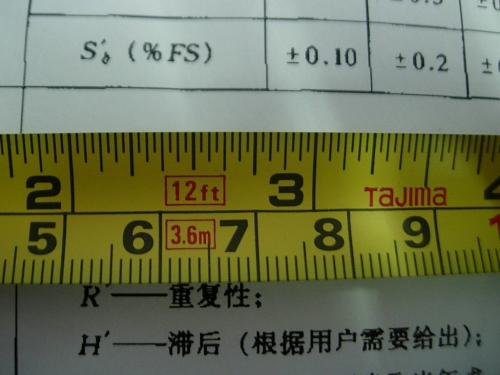 S'ᵦ (%FS) ±0.10 ±0.2
2 12ft 3 TaJIma
5 6 3.6m 7 8 9
R'——重复性;
H'——滞后 (根据用户需要给出);